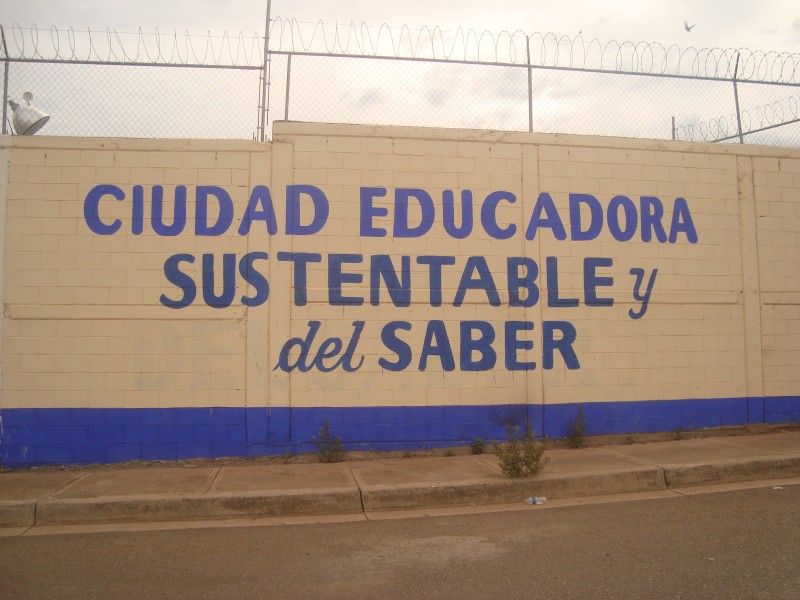 CIUDAD EDUCADORA
SUSTENTABLE y
del SABER